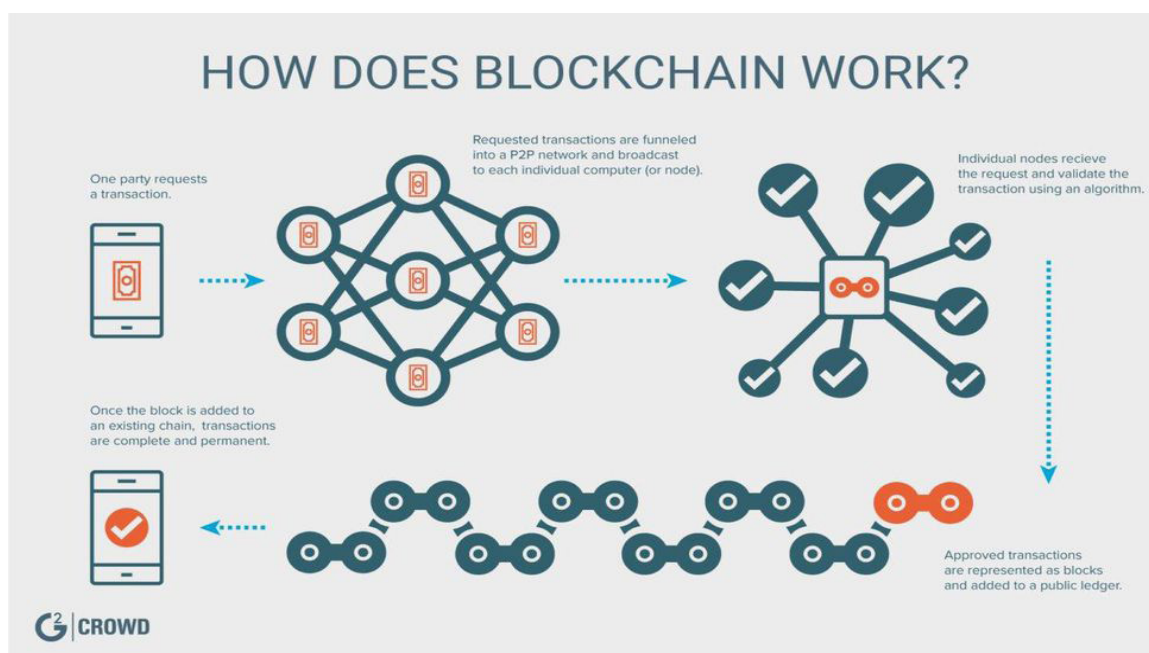 HOW DOES BLOCKCHAIN WORK?
One party requests
a transaction.
Requested transactions are funneled
into a P2P network and broadcast
to each individual computer (or node).
Individual nodes recieve
the request and validate the
transaction using an algorithm.
Approved transactions
are represented as blocks
and added to a public ledger.
Once the block is added to
an existing chain, transactions
are complete and permanent.
G2 | CROWD